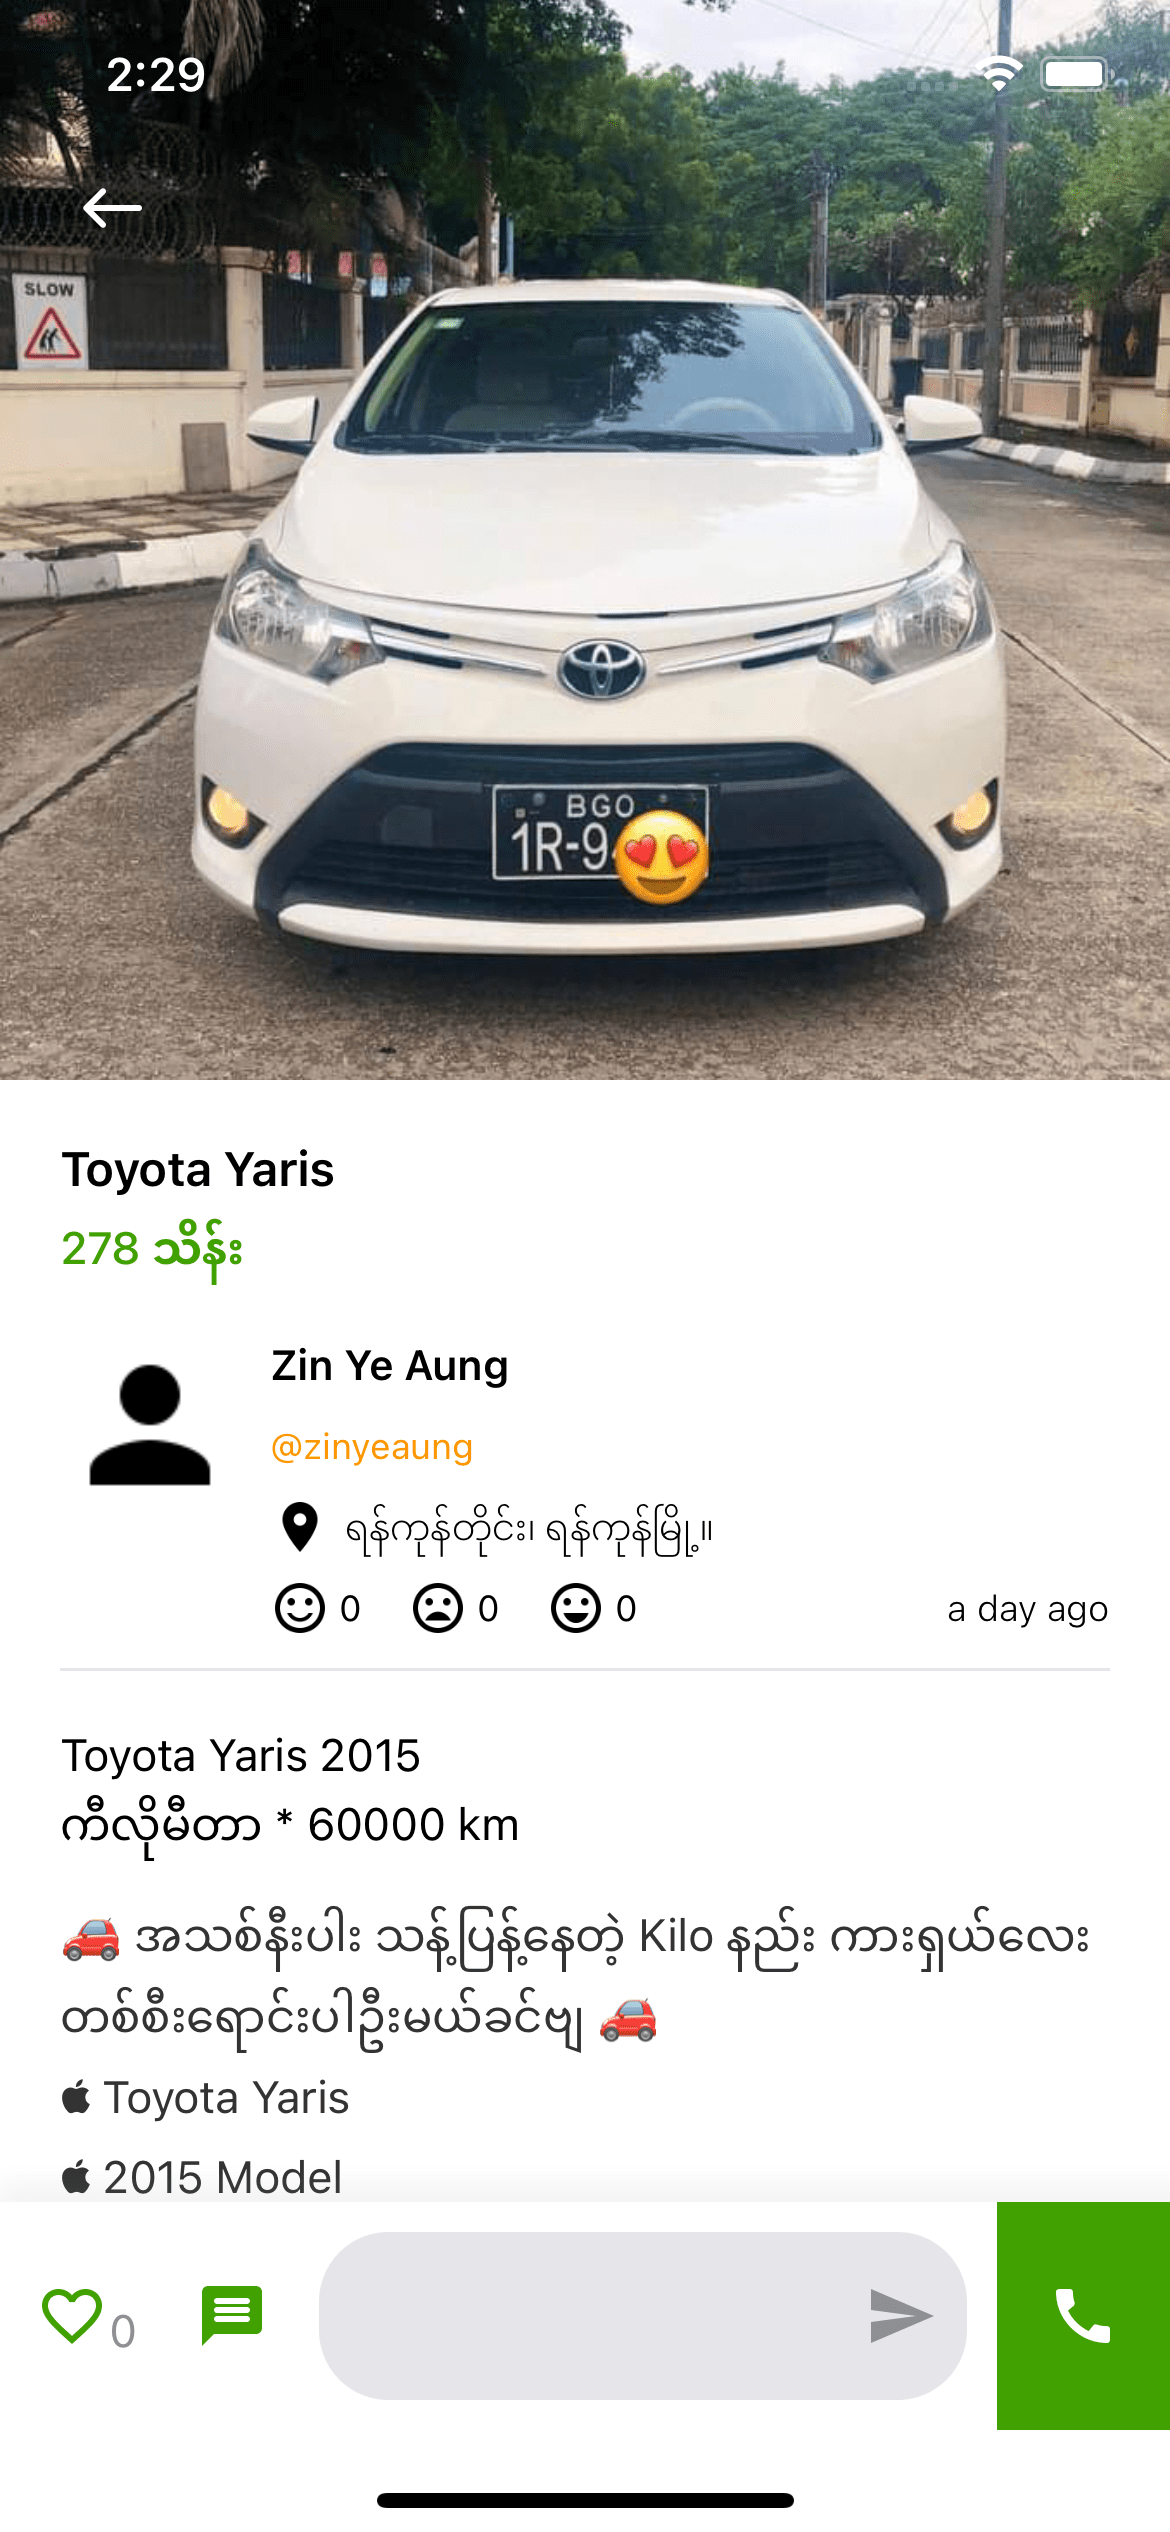 2:29
SLOW
BGO
1R-9
Toyota Yaris
278 သိန်း
Zin Ye Aung
@zinyeaung
ရန်ကုန်တိုင်း၊ ရန်ကုန်မြို့။
0 0 0 a day ago
Toyota Yaris 2015
ကီလိုမီတာ * 60000 km
🚗 အသစ်နီးပါး သန့်ပြန့်နေတဲ့ Kilo နည်း ကားရှယ်လေး
တစ်စီးရောင်းပါဦးမယ်ခင်ဗျ 🚗
 Toyota Yaris
 2015 Model
0